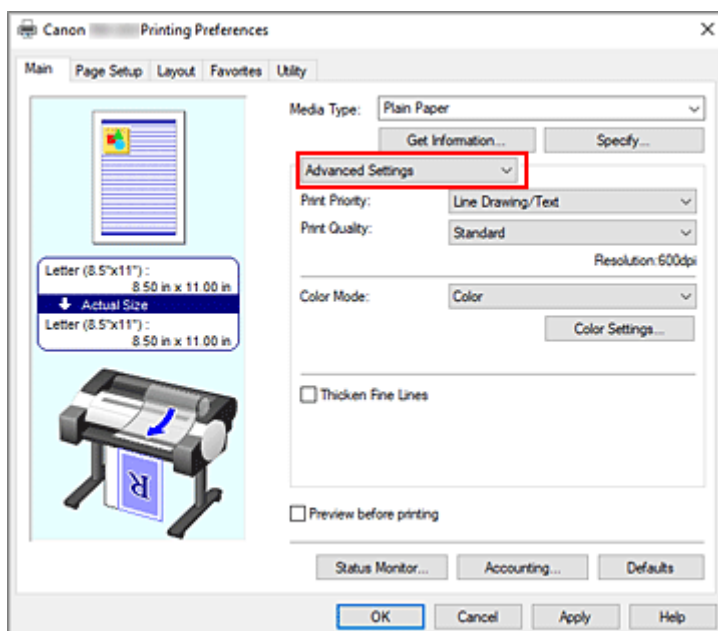 Canon Printing Preferences
Main Page Setup Layout Favorites Utility
Media Type: Plain Paper
Get Information... Specify...
Advanced Settings
Print Priority: Line Drawing/Text
Print Quality: Standard
Resolution:600dpi
Letter (8.5"x11") :
8.50 in x 11.00 in
Actual Size
Letter (8.5"x11") :
8.50 in x 11.00 in
Color Mode: Color
Color Settings...
Thicken Fine Lines
R
Preview before printing
Status Monitor... Accounting... Defaults
OK Cancel Apply Help